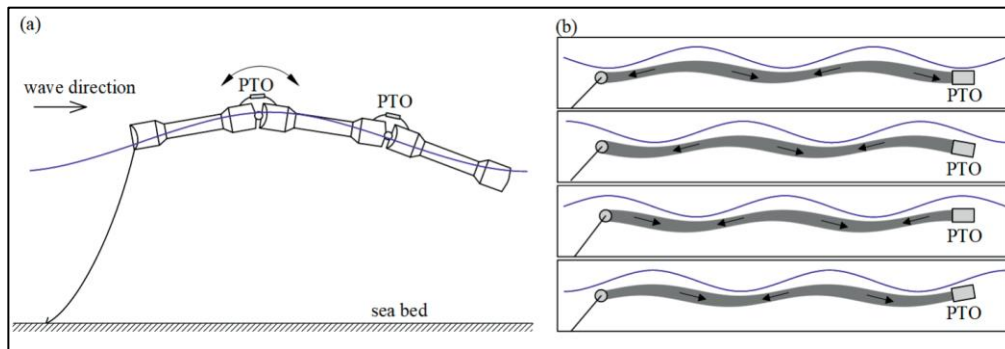 (a)
PTO
PTO
wave direction
sea bed
(b)
PTO
PTO
PTO
PTO